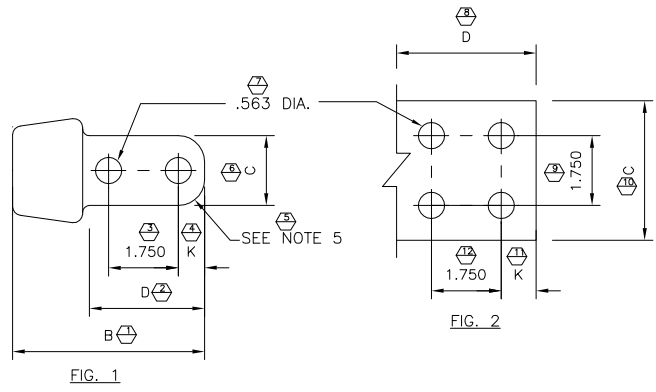 8
D
7
.563 DIA.
6 C
9
1.750
10 C
5
SEE NOTE 5
3
1.750
4
K
12
1.750
11
K
D 2
B 1
FIG. 2
FIG. 1